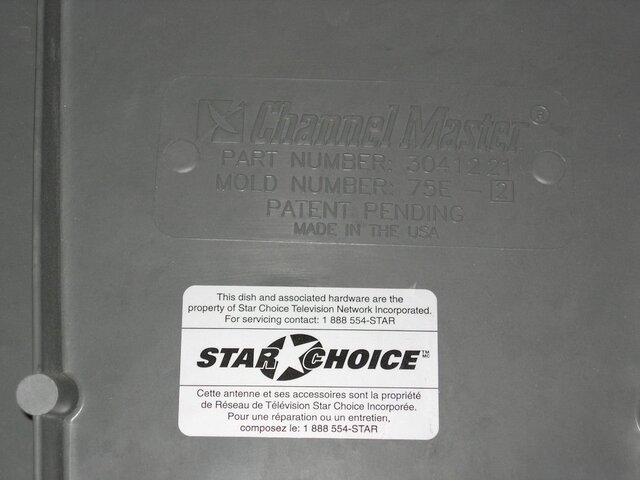 Channel Master®
PART NUMBER: 3041221
MOLD NUMBER: 75E - 2
PATENT PENDING
MADE IN THE USA
This dish and associated hardware are the
property of Star Choice Television Network Incorporated.
For servicing contact: 1 888 554-STAR
STAR CHOICE TM MC
Cette antenne et ses accessoires sont la propriété
de Réseau de Télévision Star Choice Incorporée.
Pour une réparation ou un entretien,
composez le: 1 888 554-STAR